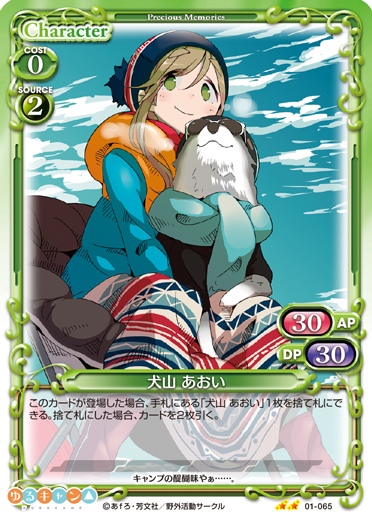 Precious Memories
Character
COST
0
SOURCE
2
30 AP
DP 30
犬山 あおい
このカードが登場した場合、手札にある「犬山 あおい」1枚を捨て札にで
きる。捨て札にした場合、カードを2枚引く。
キャンプの醍醐味やぁ……。
ゆるキャン△
©あfろ・芳文社/野外活動サークル
01-065